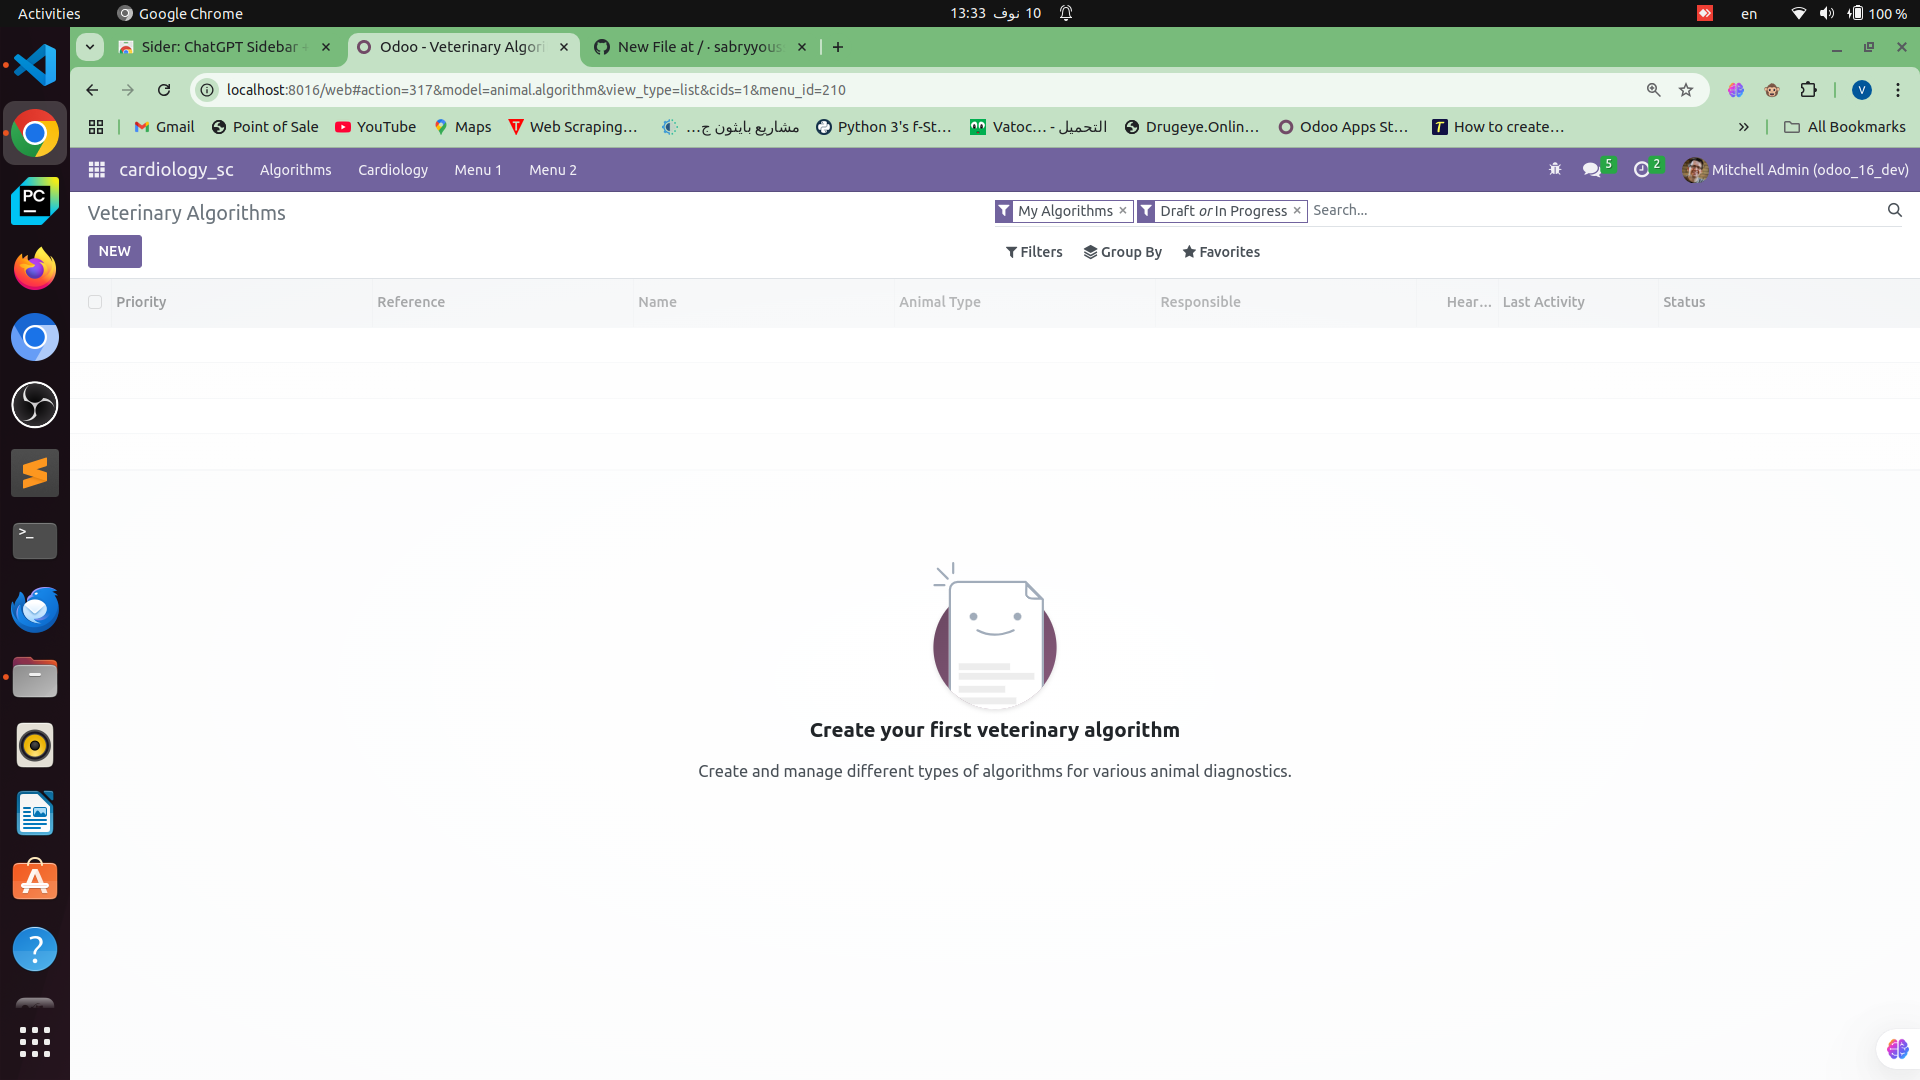 Activities
Google Chrome
13:33 10 نوف
en
100 %
Sider: ChatGPT Sidebar
Odoo - Veterinary Algori
New File at / · sabryyous
localhost:8016/web#action=317&model=animal.algorithm&view_type=list&cids=1&menu_id=210
V
Gmail
Point of Sale
YouTube
Maps
Web Scraping…
مشاريع بايثون ج…
Python 3's f-St…
Vatoc… - التحميل
Drugeye.Onlin…
Odoo Apps St…
How to create…
All Bookmarks
cardiology_sc
Algorithms
Cardiology
Menu 1
Menu 2
5
2
Mitchell Admin (odoo_16_dev)
Veterinary Algorithms
My Algorithms
Draft or In Progress
Search...
NEW
Filters
Group By
Favorites
Priority
Reference
Name
Animal Type
Responsible
Hear…
Last Activity
Status
Create your first veterinary algorithm
Create and manage different types of algorithms for various animal diagnostics.